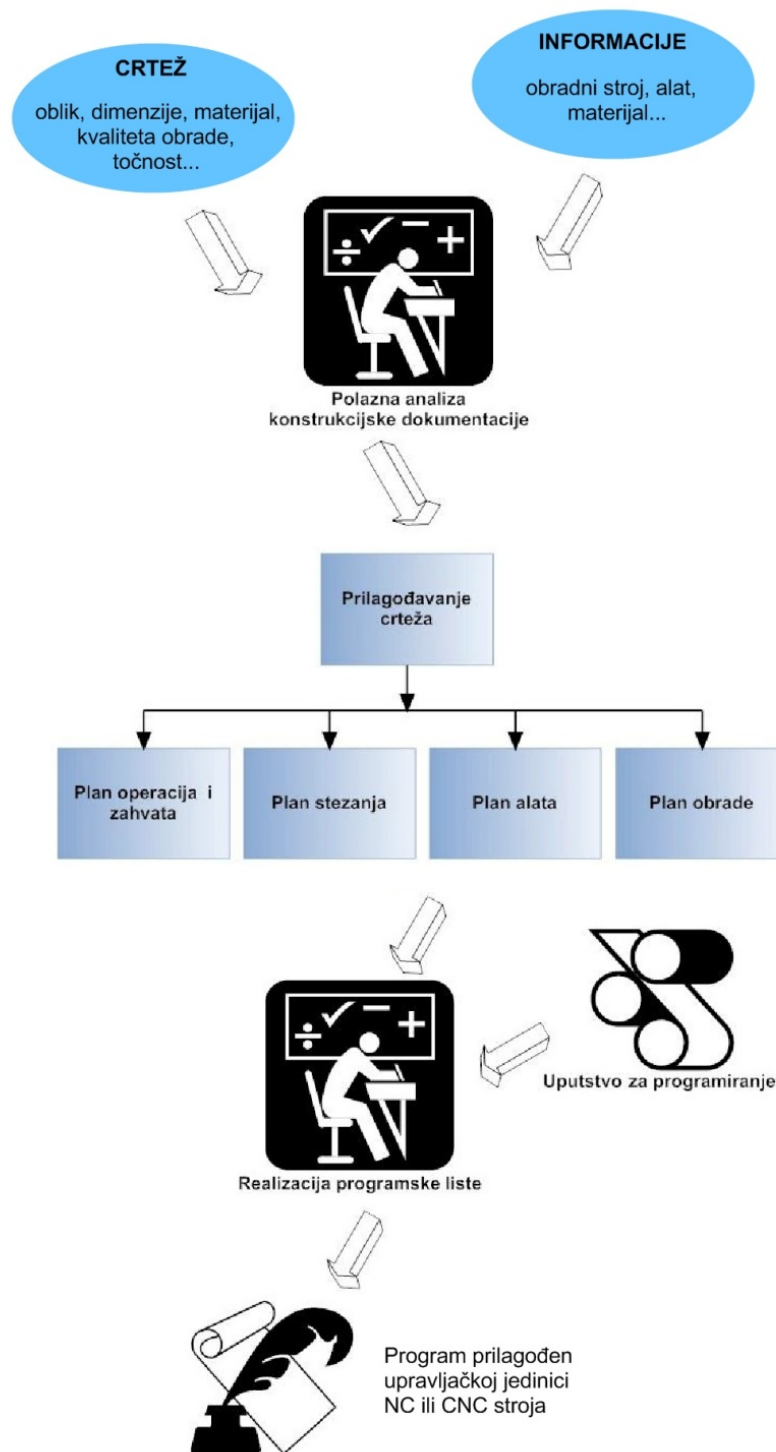 CRTEŽ
oblik, dimenzije, materijal,
kvaliteta obrade,
točnost...
INFORMACIJE
obradni stroj, alat,
materijal...
Polazna analiza
konstrukcijske dokumentacije
Prilagođavanje
crteža
Plan operacija i
zahvata
Plan stezanja
Plan alata
Plan obrade
Uputstvo za programiranje
Realizacija programske liste
Program prilagođen
upravljačkoj jedinici
NC ili CNC stroja